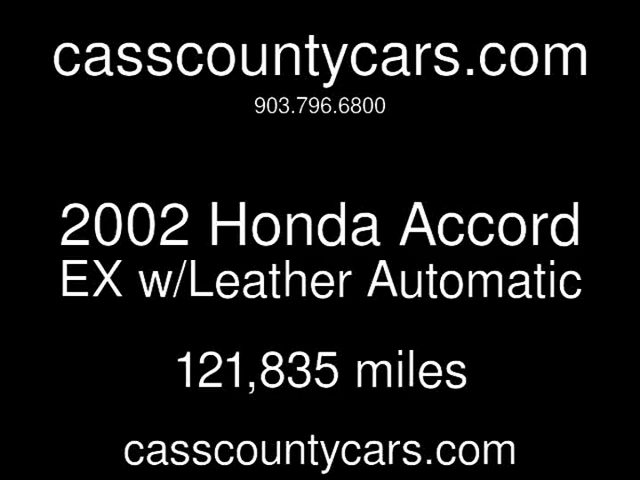 casscountycars.com
903.796.6800
2002 Honda Accord
EX w/Leather Automatic
121,835 miles
casscountycars.com